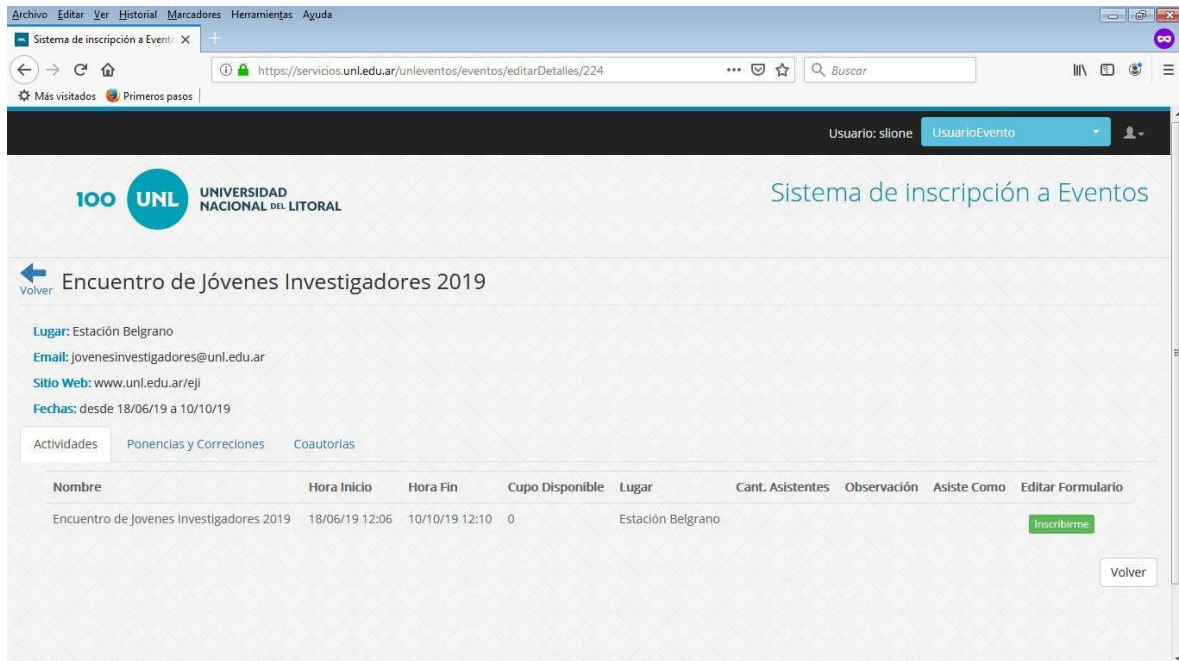 Archivo Editar Ver Historial Marcadores Herramientas Ayuda
Sistema de inscripción a Evento
https://servicios.unl.edu.ar/unleventos/eventos/editarDetalles/224
Buscar
Más visitados Primeros pasos
Usuario: slione UsuarioEvento
100 UNL UNIVERSIDAD
NACIONAL DEL LITORAL
Sistema de inscripción a Eventos
Volver Encuentro de Jóvenes Investigadores 2019
Lugar: Estación Belgrano
Email: jovenesinvestigadores@unl.edu.ar
Sitio Web: www.unl.edu.ar/eji
Fechas: desde 18/06/19 a 10/10/19
Actividades Ponencias y Correciones Coautorias
Nombre Hora Inicio Hora Fin Cupo Disponible Lugar Cant. Asistentes Observación Asiste Como Editar Formulario
Encuentro de Jovenes Investigadores 2019 18/06/19 12:06 10/10/19 12:10 0 Estación Belgrano Inscribirme
Volver